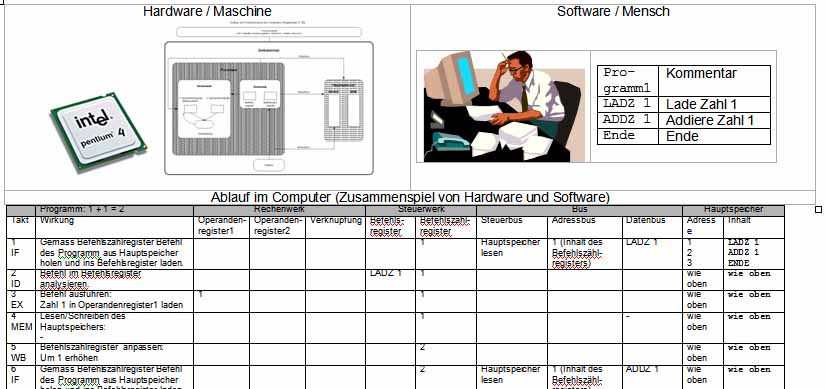 Hardware / Maschine
Software / Mensch
intel
pentium 4
Pro-
gramm1
Kommentar
LADZ 1
Lade Zahl 1
ADDZ 1
Addiere Zahl 1
Ende
Ende
Ablauf im Computer (Zusammenspiel von Hardware und Software)
Programm: 1 + 1 = 2
Rechenwerk
Steuerwerk
Bus
Hauptspeicher
Takt
Wirkung
Operanden-
register1
Operanden-
register2
Verknüpfung
Befehls-
register
Befehlszahl-
register
Steuerbus
Adressbus
Datenbus
Adress
e
Inhalt
1
IF
Gemäss Befehlszahlregister Befehl
des Programm aus Hauptspeicher
holen und ins Befehlsregister laden.
1
Hauptspeicher
lesen
1 (Inhalt des
Befehlszähl-
registers)
LADZ 1
1
2
3
LADZ 1
ADDZ 1
ENDE
2
ID
Befehl im Befehlsregister
analysieren.
LADZ 1
1
wie
oben
wie oben
3
EX
Befehl ausführen:
Zahl 1 in Operandenregister1 laden
1
1
wie
oben
wie oben
4
MEM
Lesen/Schreiben des
Hauptspeichers:
-
1
-
wie
oben
wie oben
5
WB
Befehlszahlregister anpassen:
Um 1 erhöhen
2
wie
oben
wie oben
6
IF
Gemäss Befehlszahlregister Befehl
des Programm aus Hauptspeicher
2
Hauptspeicher
lesen
1 (Inhalt des
Befehlszähl-
ADDZ 1
wie
oben
wie oben